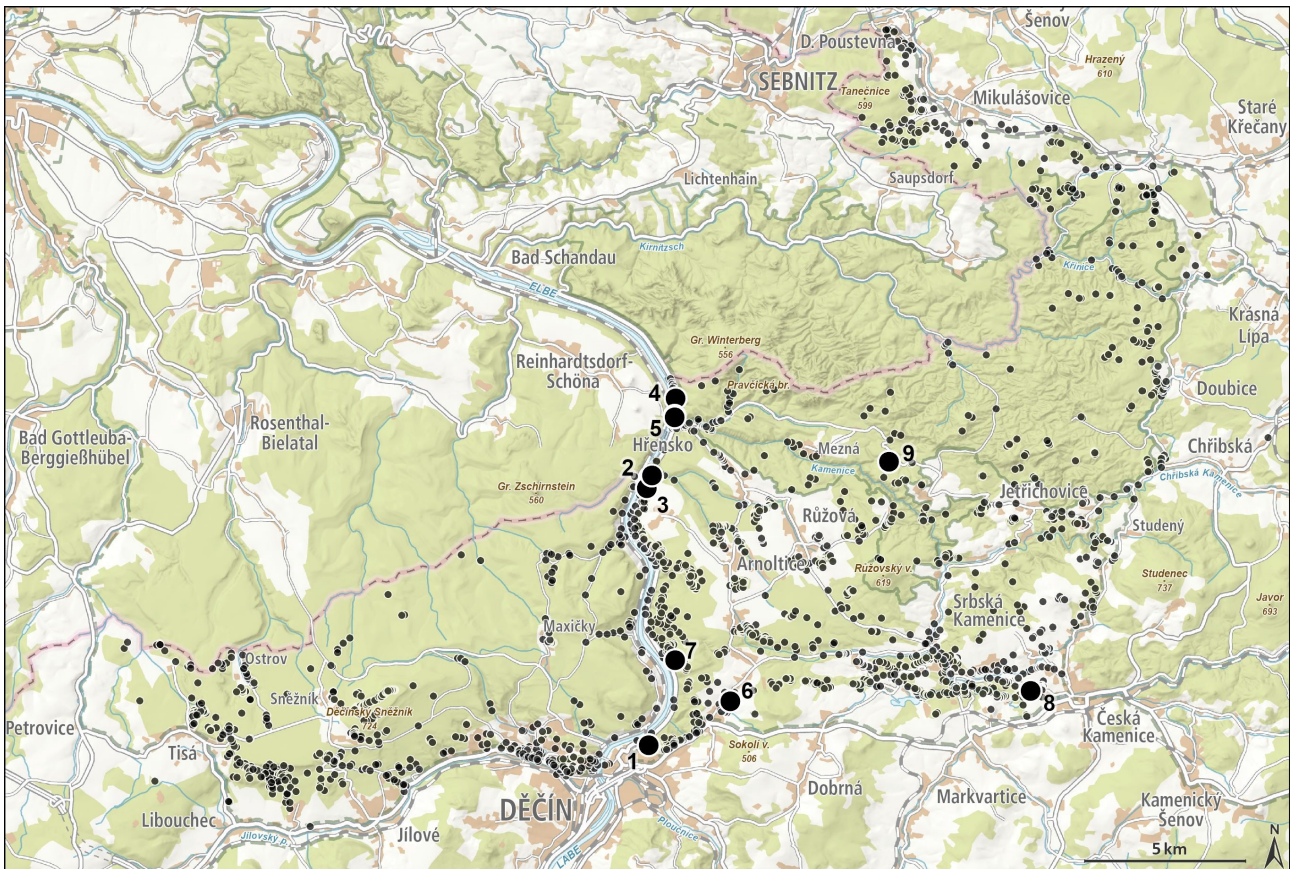 Šenov
D. Poustevna
Hrazený
610
SEBNITZ
Tanečnice
599
Mikulášovice
Staré
Křečany
Lichtenhain
Saupsdorf
Kirnitzsch
Bad Schandau
Křinice
ELBE
Krásná
Lípa
Gr. Winterberg
556
Reinhardtsdorf-
Schöna
Pravčická br.
Doubice
4
5
Rosenthal-
Bielatal
Bad Gottleuba-
Berggießhübel
Hřensko
Mezná
Chřibská
2
9
Kamenice
Chřibská Kamenice
Gr. Zschirnstein
560
3
Jetřichovice
Růžová
Studený
Arnoltice
Růžovský v.
619
Studenec
737
Javor
693
Srbská
Kamenice
Maxičky
7
Ostrov
Sněžník
6
8
Děčínský Sněžník
724
Petrovice
Česká
Kamenice
Tisá
1
Sokolí v.
506
Dobrná
Markvartice
DĚČÍN
Kamenický
Šenov
Libouchec
Jílovský p.
Jílové
Ploučnice
LABE
5 km
N